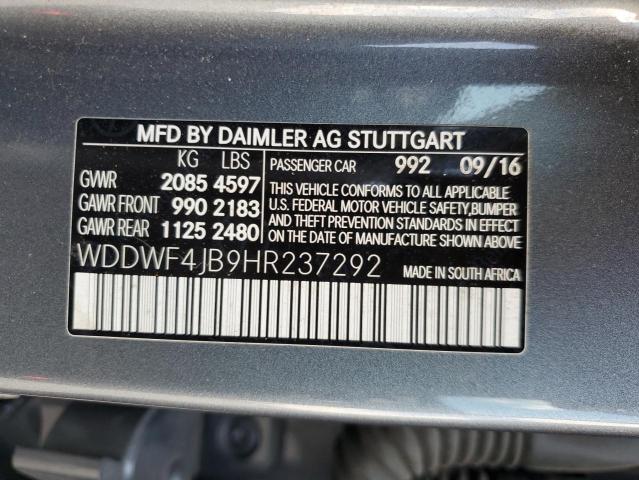 MFD BY DAIMLER AG STUTTGART
KG LBS
PASSENGER CAR 992 09/16
GVWR 2085 4597
GAWR FRONT 990 2183
GAWR REAR 1125 2480
THIS VEHICLE CONFORMS TO ALL APPLICABLE
U.S. FEDERAL MOTOR VEHICLE SAFETY,BUMPER
AND THEFT PREVENTION STANDARDS IN EFFECT
ON THE DATE OF MANUFACTURE SHOWN ABOVE.
WDDWF4JB9HR237292
MADE IN SOUTH AFRICA